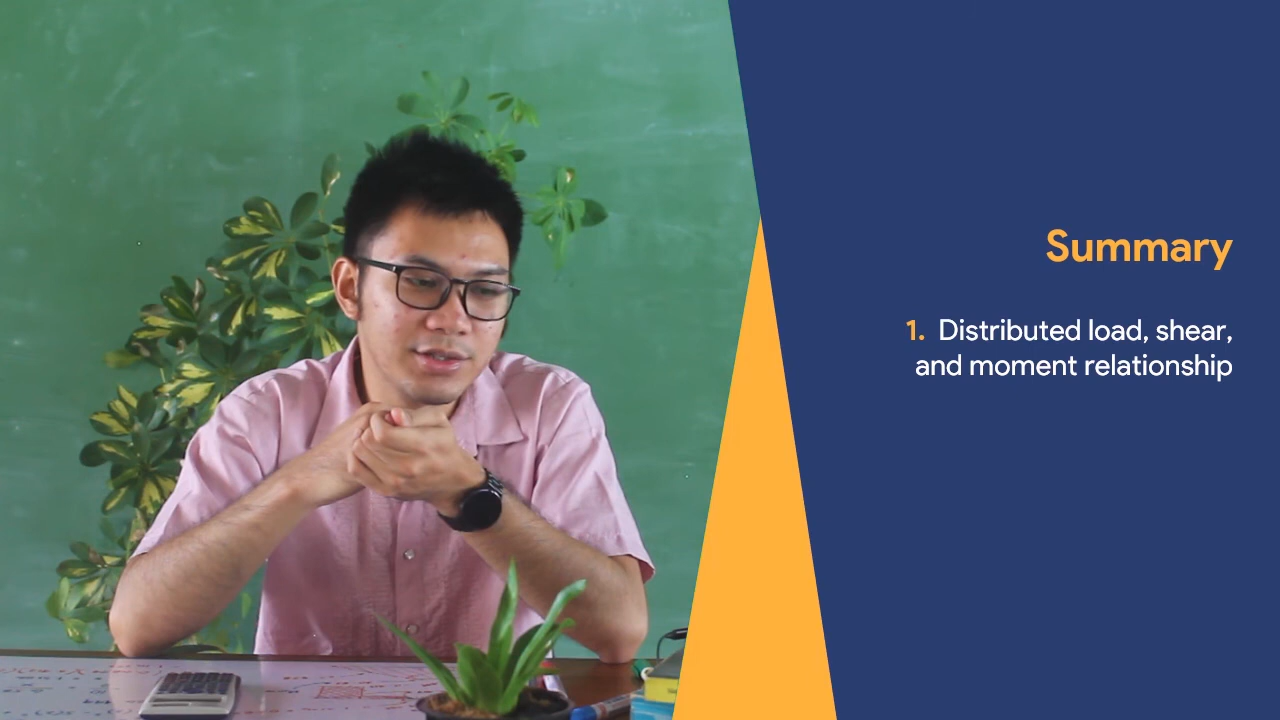 Summary
1. Distributed load, shear,
and moment relationship